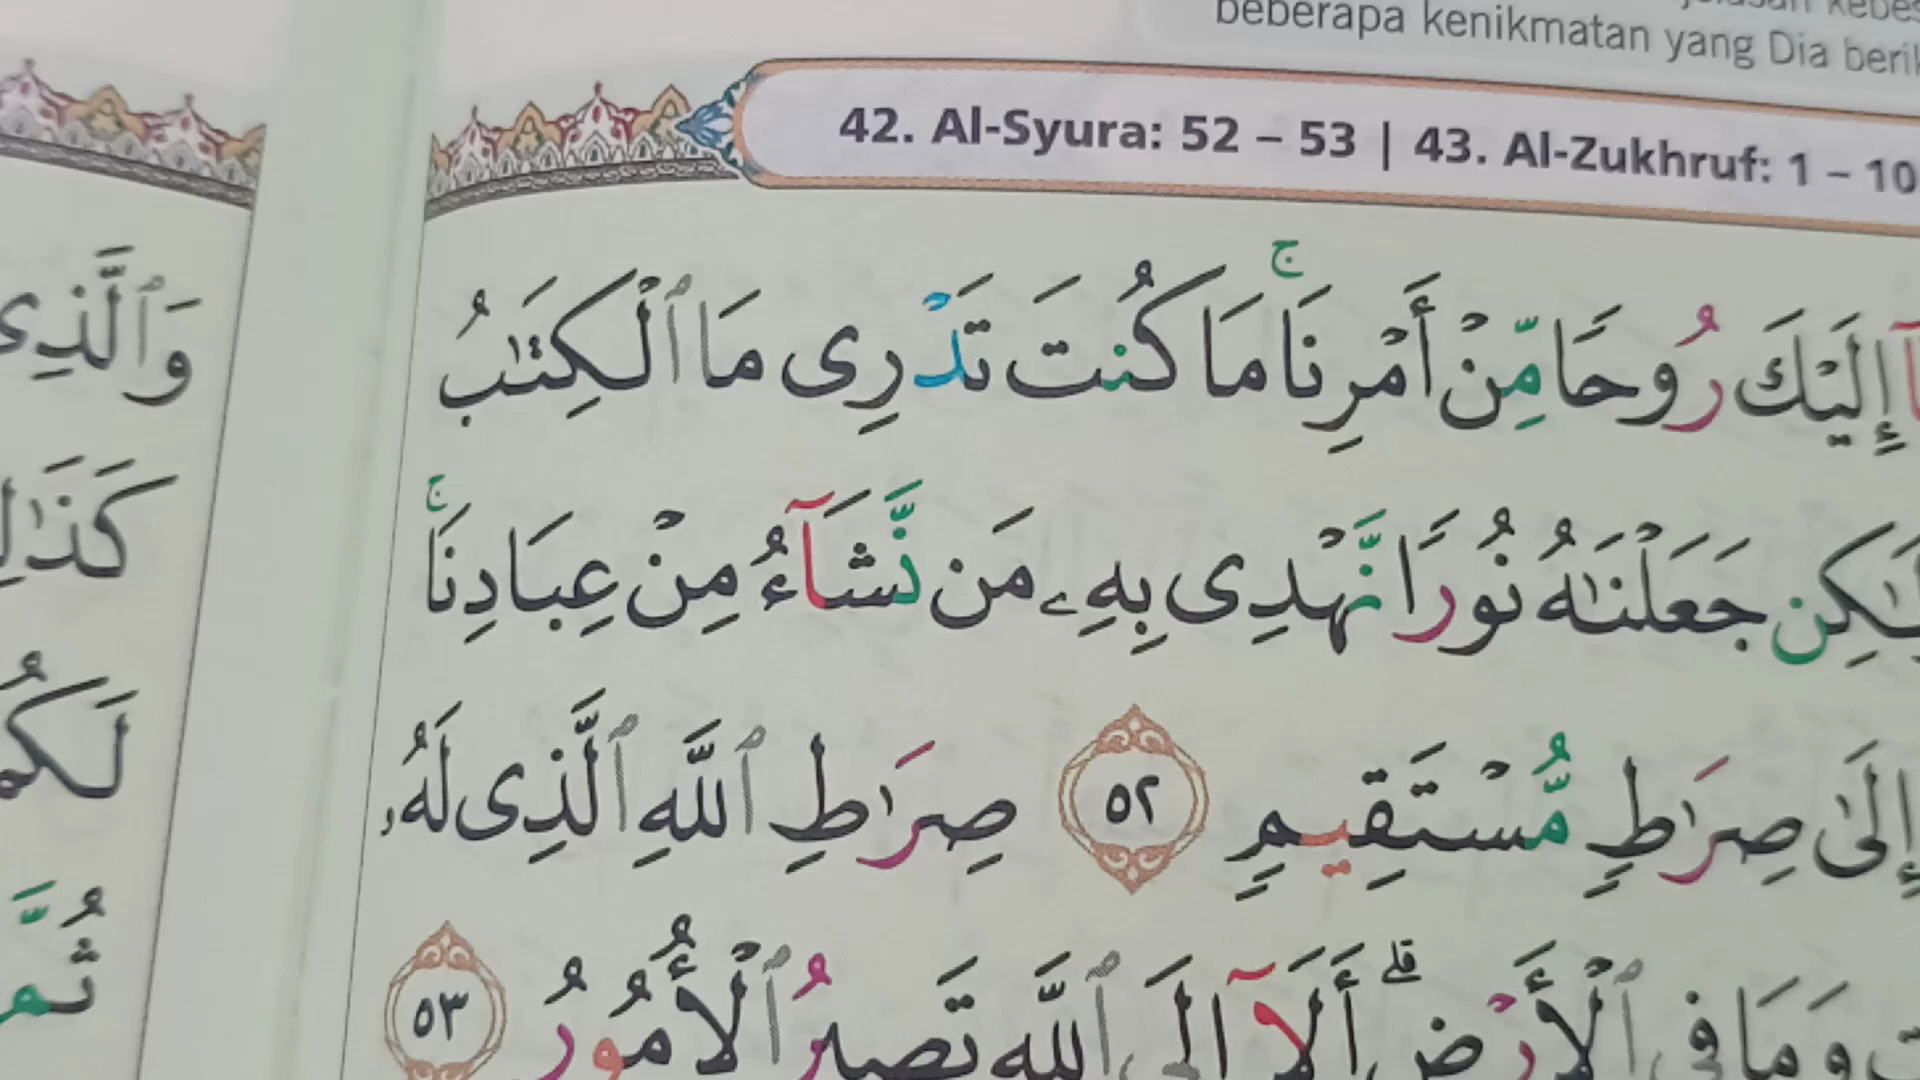 beberapa kenikmatan yang Dia
42. Al-Syura: 52 – 53 | 43. Al-Zukhruf: 1 – 10
إِلَيْكَ رُوحًا مِّنْ أَمْرِنَا ۚ مَا كُنتَ تَدْرِى مَا ٱلْكِتَٰبُ
جَعَلْنَٰهُ نُورًا نَّهْدِى بِهِۦ مَن نَّشَآءُ مِنْ عِبَادِنَا ۚ
إِلَىٰ صِرَٰطٍ مُّسْتَقِيمٍ ٥٢ صِرَٰطِ ٱللَّهِ ٱلَّذِى لَهُۥ
وَمَا فِى ٱلْأَرْضِ ۗ أَلَآ إِلَى ٱللَّهِ تَصِيرُ ٱلْأُمُورُ ٥٣
وَٱلَّذِى